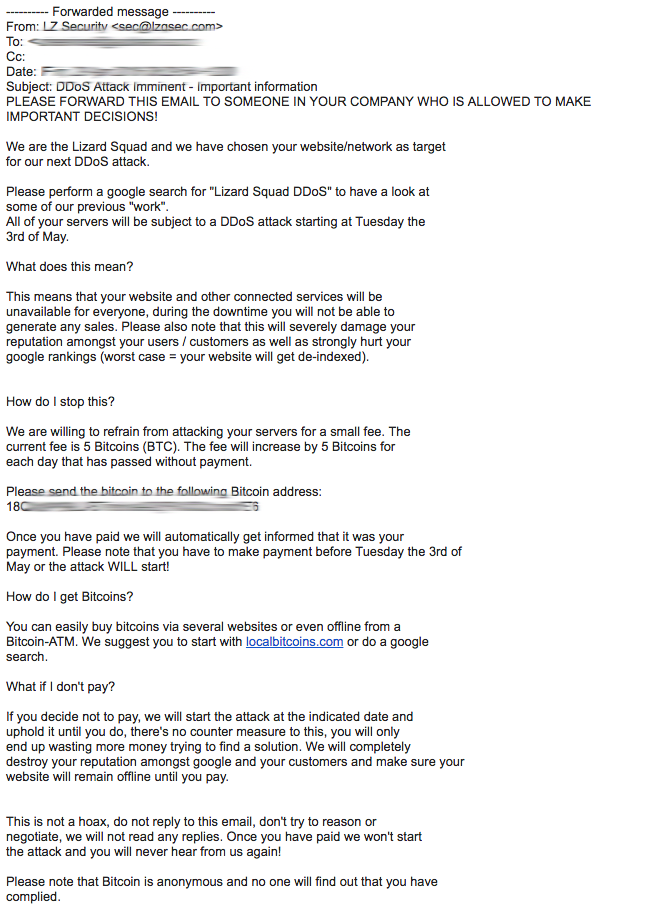 ---------- Forwarded message ----------
From: LZ Security <sec@lzqsec.com>
To:
Cc:
Date:
Subject: DDoS Attack Imminent - Important information
PLEASE FORWARD THIS EMAIL TO SOMEONE IN YOUR COMPANY WHO IS ALLOWED TO MAKE
IMPORTANT DECISIONS!
We are the Lizard Squad and we have chosen your website/network as target
for our next DDoS attack.
Please perform a google search for "Lizard Squad DDoS" to have a look at
some of our previous "work".
All of your servers will be subject to a DDoS attack starting at Tuesday the
3rd of May.
What does this mean?
This means that your website and other connected services will be
unavailable for everyone, during the downtime you will not be able to
generate any sales. Please also note that this will severely damage your
reputation amongst your users / customers as well as strongly hurt your
google rankings (worst case = your website will get de-indexed).
How do I stop this?
We are willing to refrain from attacking your servers for a small fee. The
current fee is 5 Bitcoins (BTC). The fee will increase by 5 Bitcoins for
each day that has passed without payment.
Please send the bitcoin to the following Bitcoin address:
Once you have paid we will automatically get informed that it was your
payment. Please note that you have to make payment before Tuesday the 3rd of
May or the attack WILL start!
How do I get Bitcoins?
You can easily buy bitcoins via several websites or even offline from a
Bitcoin-ATM. We suggest you to start with localbitcoins.com or do a google
search.
What if I don't pay?
If you decide not to pay, we will start the attack at the indicated date and
uphold it until you do, there's no counter measure to this, you will only
end up wasting more money trying to find a solution. We will completely
destroy your reputation amongst google and your customers and make sure your
website will remain offline until you pay.
This is not a hoax, do not reply to this email, don't try to reason or
negotiate, we will not read any replies. Once you have paid we won't start
the attack and you will never hear from us again!
Please note that Bitcoin is anonymous and no one will find out that you have
complied.